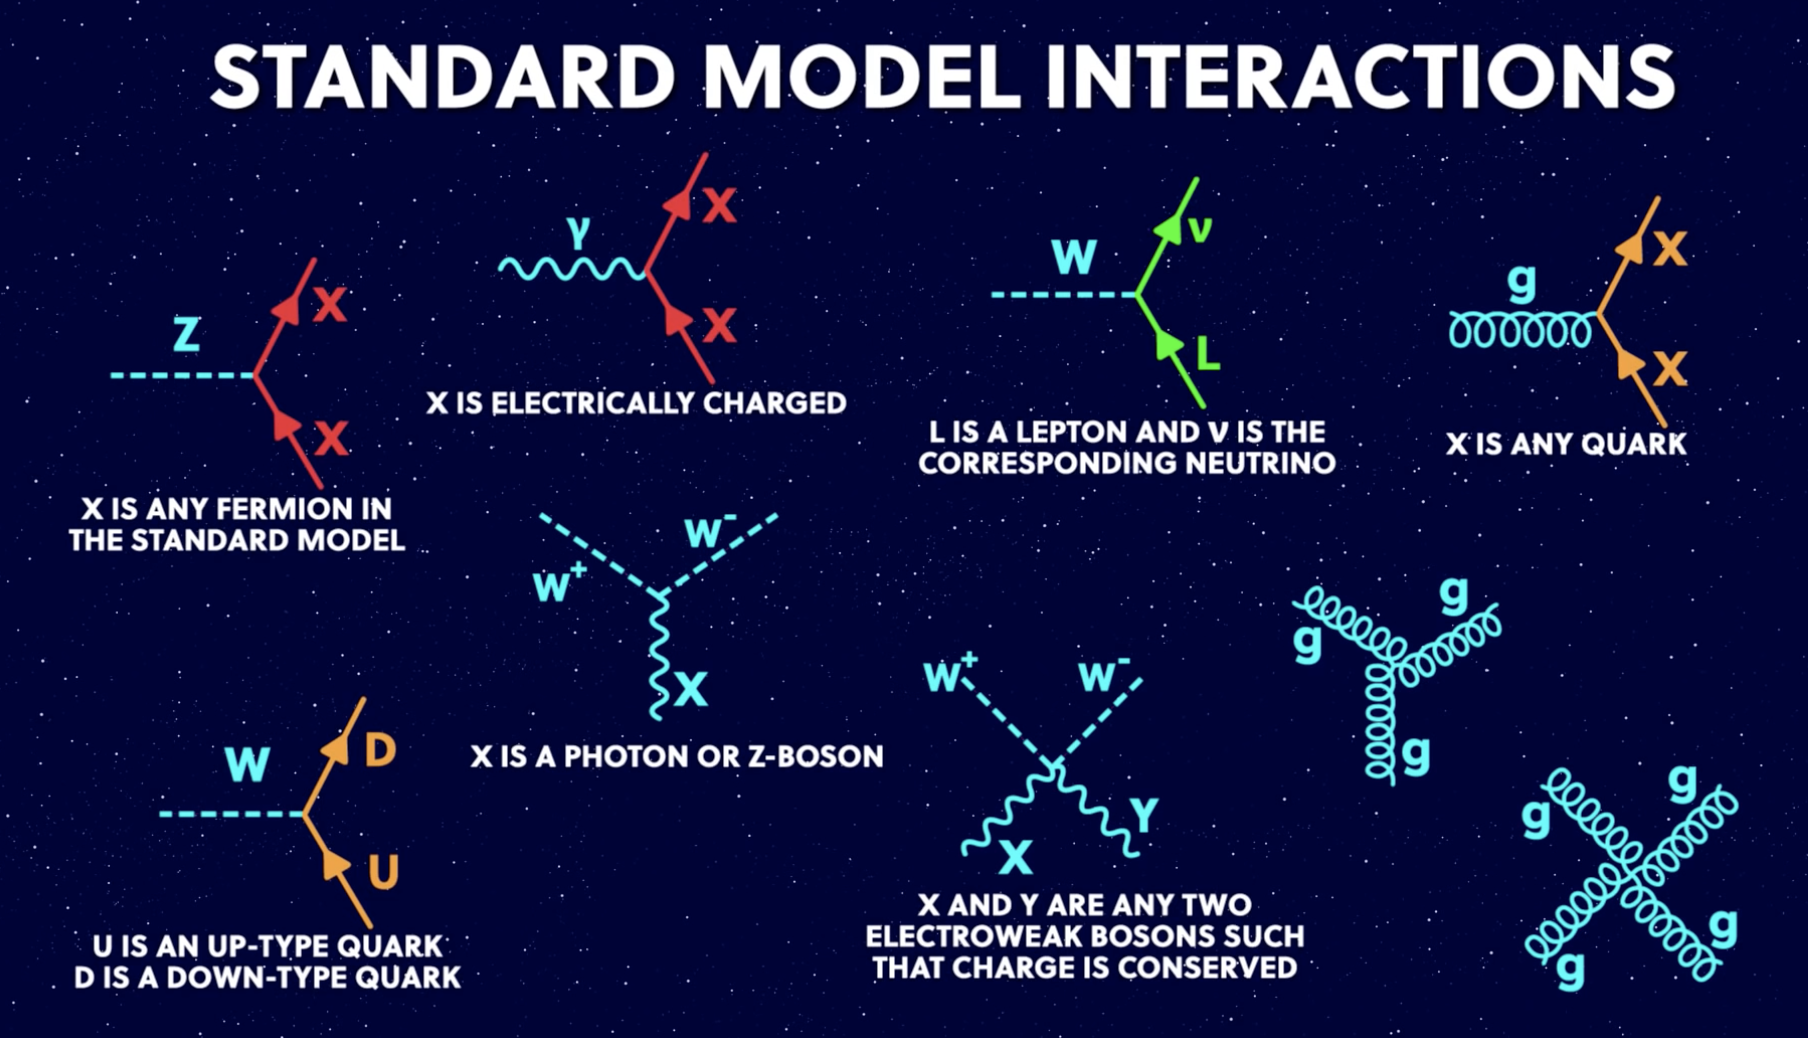 STANDARD MODEL INTERACTIONS
Z
X
X
X IS ANY FERMION IN
THE STANDARD MODEL
γ
X
X
X IS ELECTRICALLY CHARGED
W
ν
L
L IS A LEPTON AND ν IS THE
CORRESPONDING NEUTRINO
g
X
X
X IS ANY QUARK
W
D
U
U IS AN UP-TYPE QUARK
D IS A DOWN-TYPE QUARK
W⁺
W⁻
X
X IS A PHOTON OR Z-BOSON
W⁺
W⁻
X
Y
X AND Y ARE ANY TWO
ELECTROWEAK BOSONS SUCH
THAT CHARGE IS CONSERVED
g
g
g
g
g
g
g